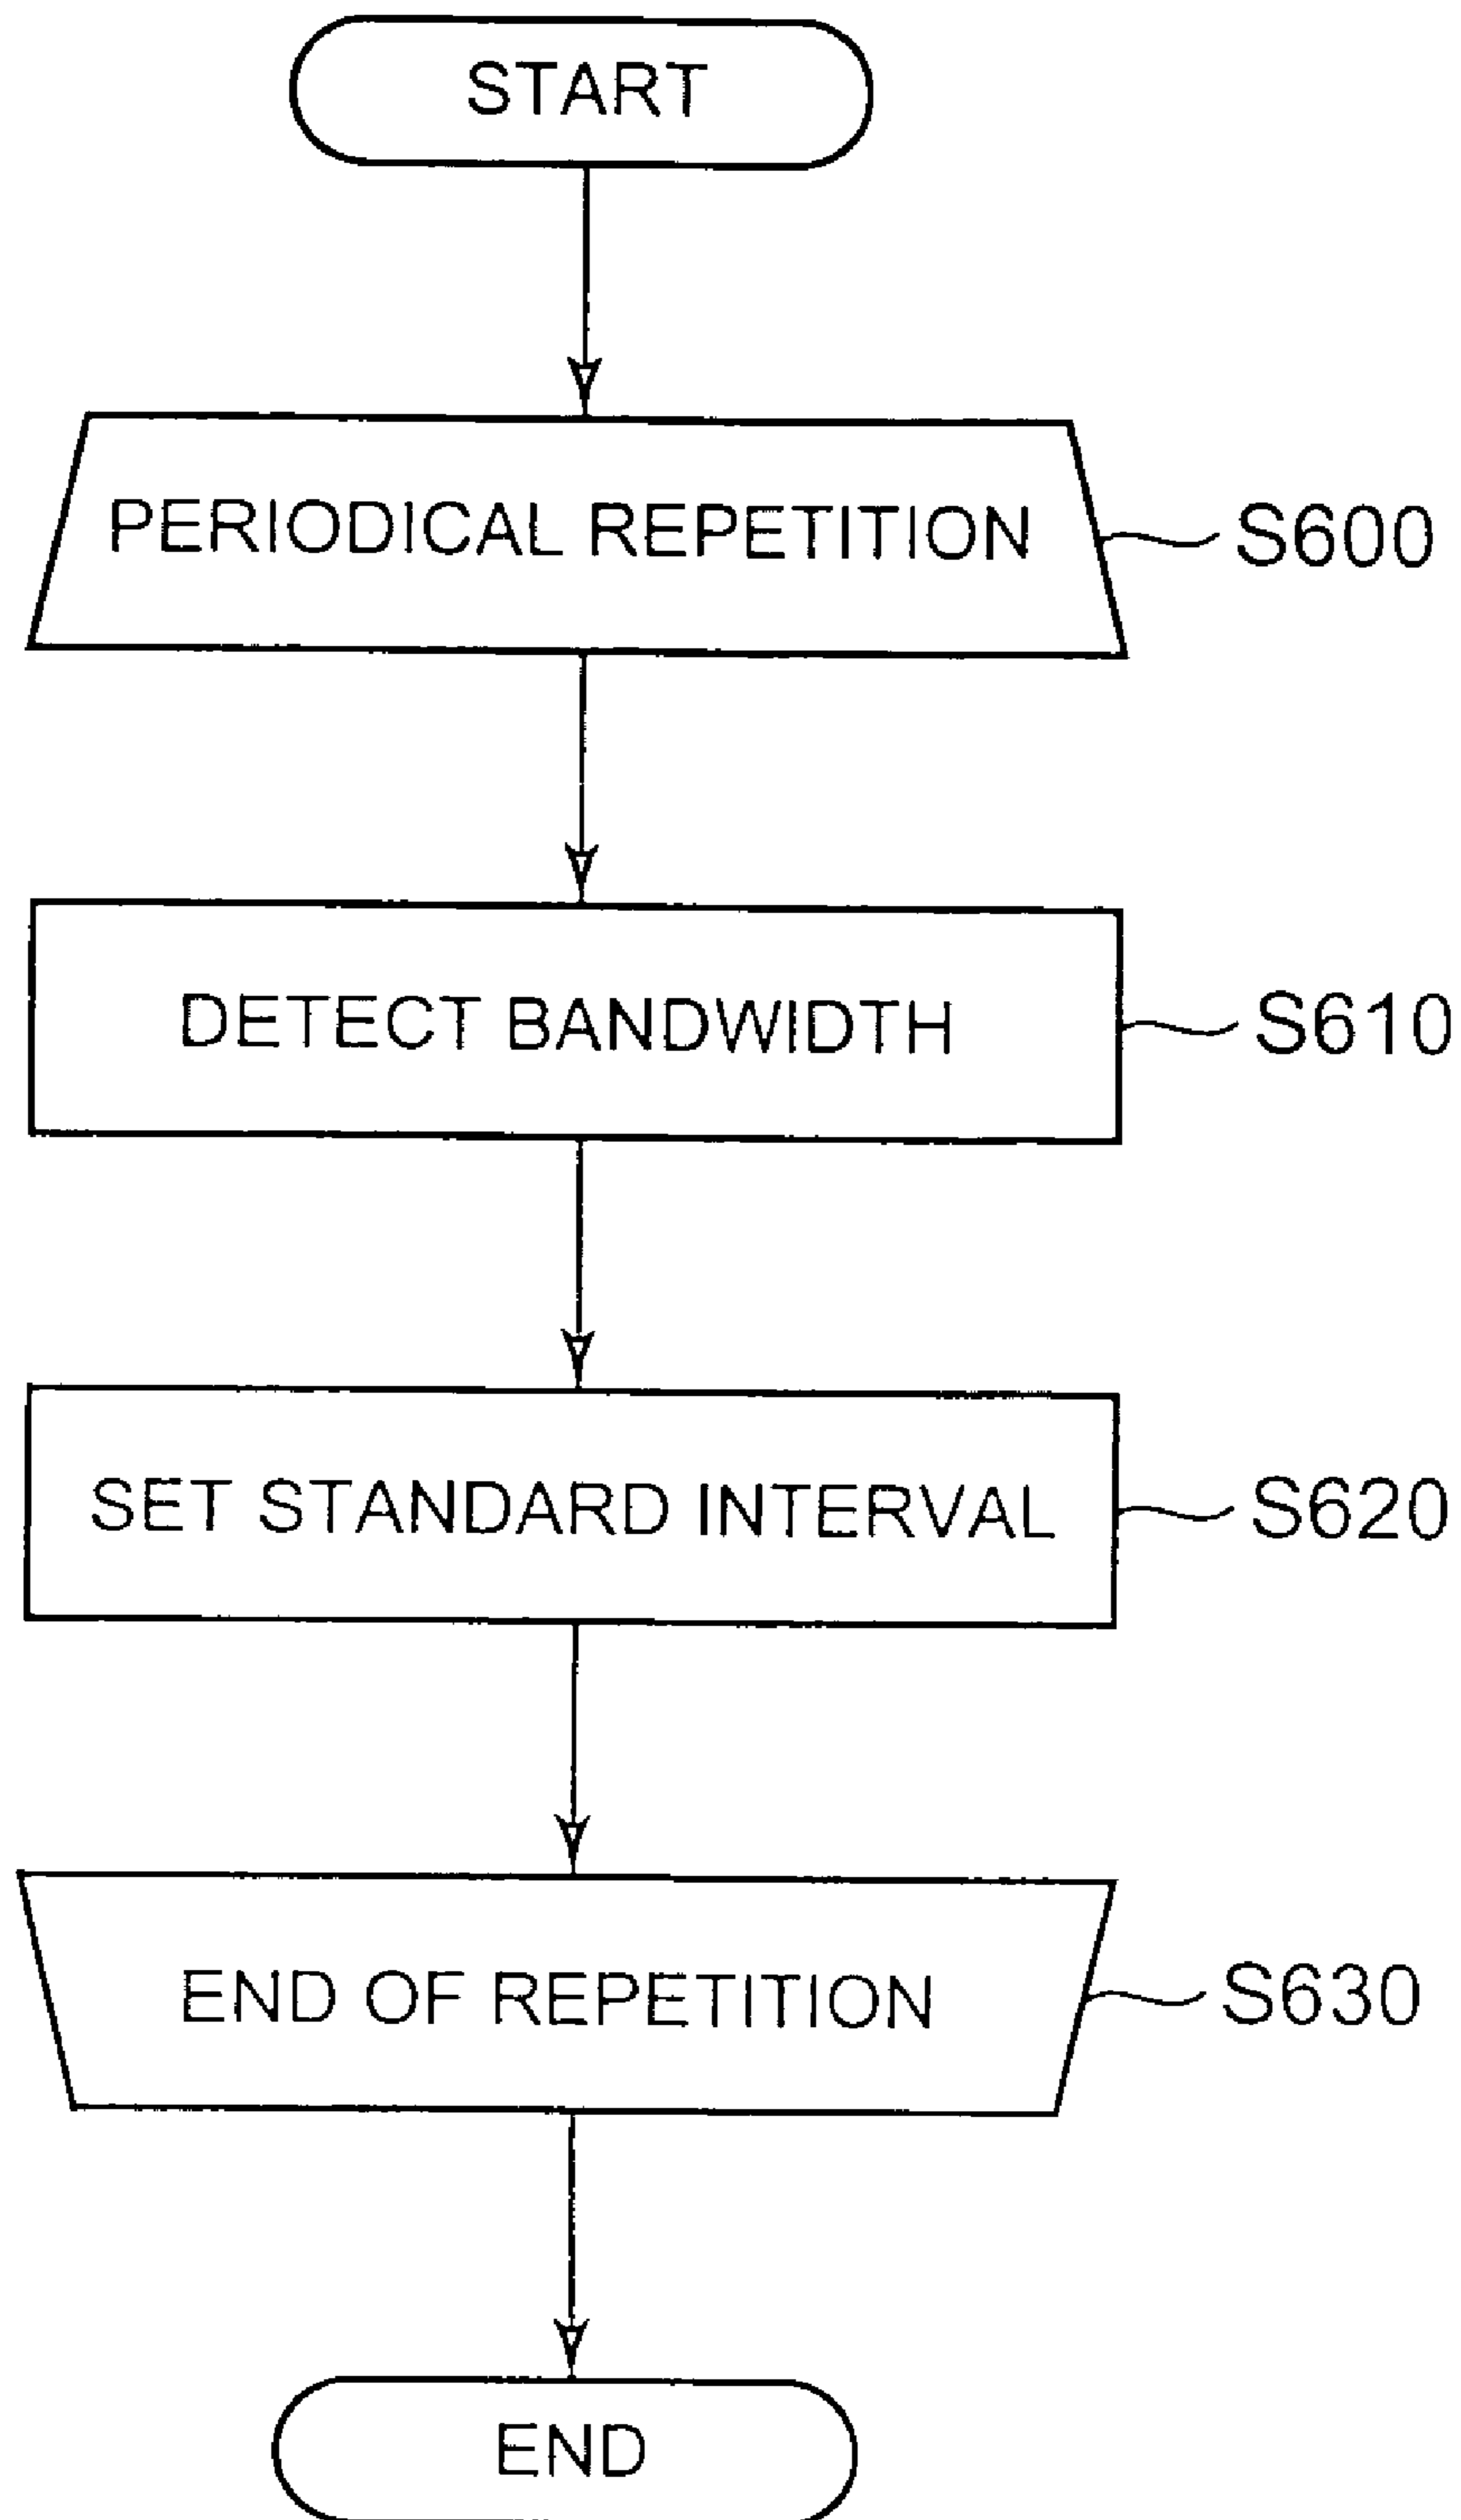 START
PERIODICAL REPETITION S600
DETECT BANDWIDTH S610
SET STANDARD INTERVAL S620
END OF REPETITION S630
END